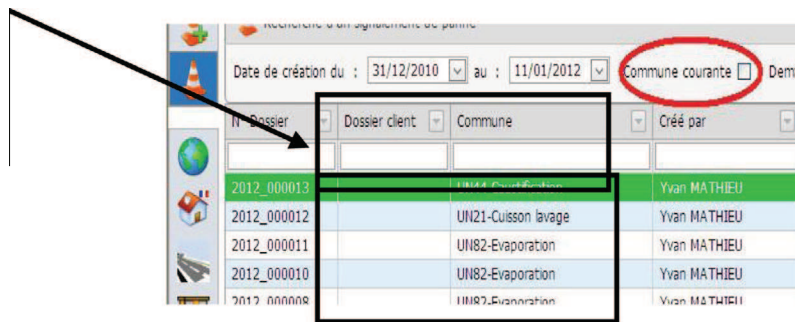 Recherche d'un signalement de panne
Date de création du : 31/12/2010 au : 11/01/2012 Commune courante Dem
N° Dossier Dossier client Commune Créé par
2012_000013 UN44-Caustification Yvan MATHIEU
2012_000012 UN21-Cuisson lavage Yvan MATHIEU
2012_000011 UN82-Evaporation Yvan MATHIEU
2012_000010 UN82-Evaporation Yvan MATHIEU
2012_000008 UN82-Evaporation Yvan MATHIEU